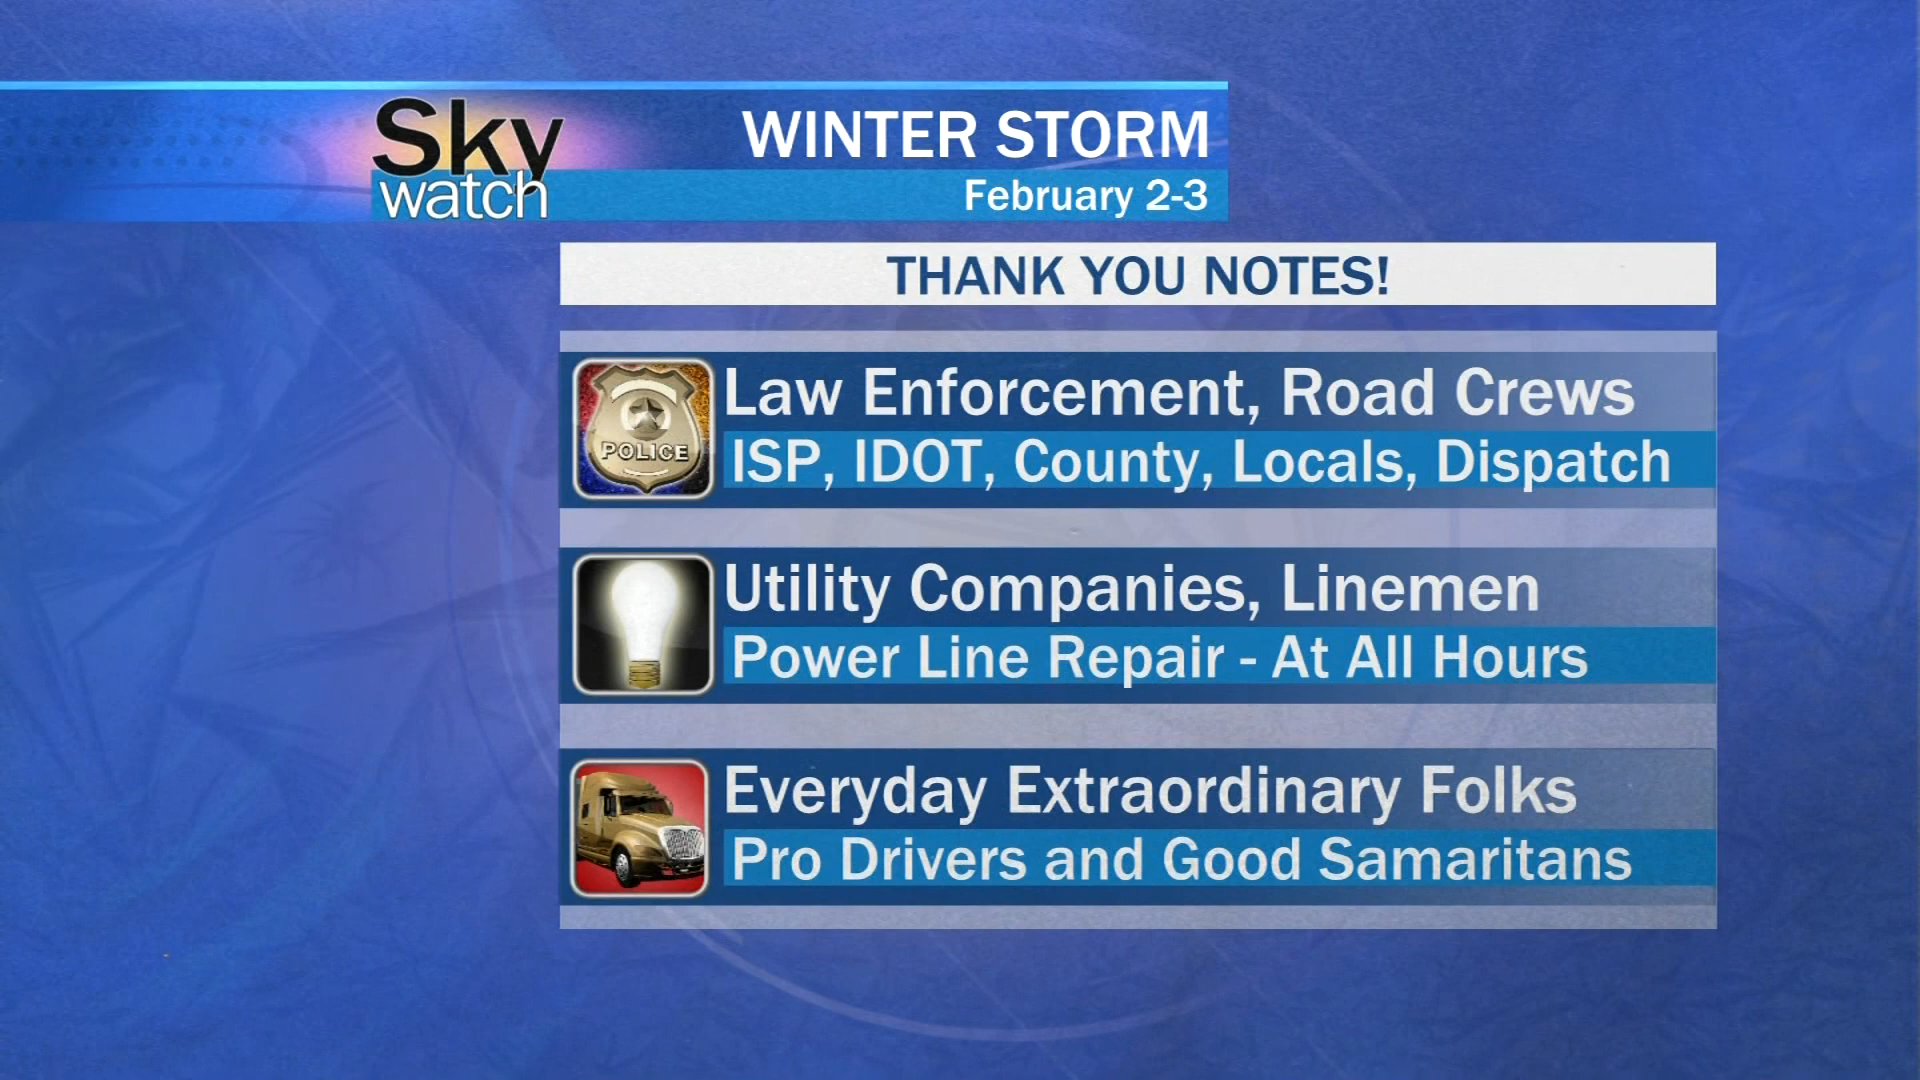 Sky
watch
WINTER STORM
February 2-3
THANK YOU NOTES!
POLICE
Law Enforcement, Road Crews
ISP, IDOT, County, Locals, Dispatch
Utility Companies, Linemen
Power Line Repair - At All Hours
Everyday Extraordinary Folks
Pro Drivers and Good Samaritans